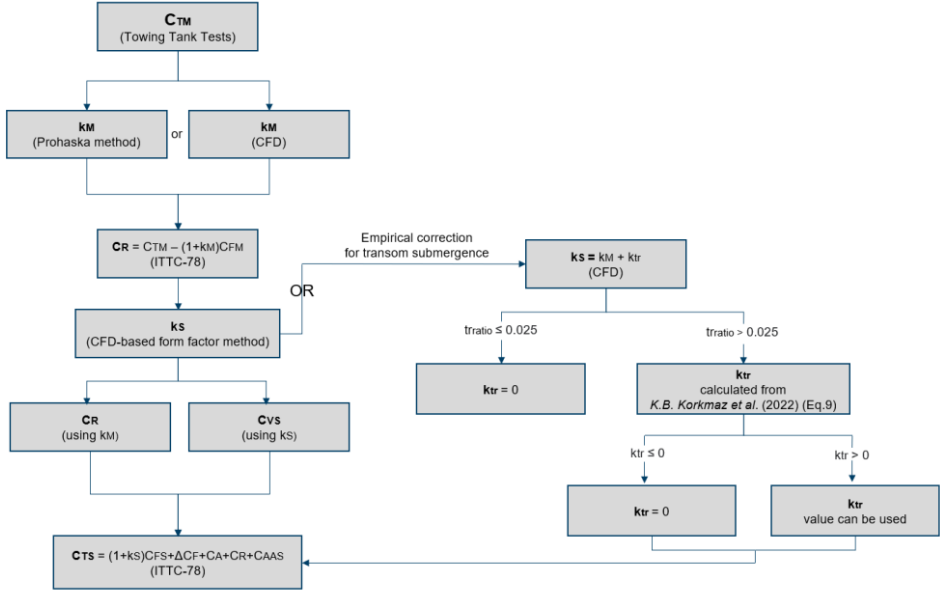 CTM
(Towing Tank Tests)
kM
(Prohaska method)
or
kM
(CFD)
CR = CTM – (1+kM)CFM
(ITTC-78)
Empirical correction
for transom submergence
OR
kS = kM + ktr
(CFD)
kS
(CFD-based form factor method)
trratio ≤ 0.025
trratio > 0.025
ktr = 0
ktr
calculated from
K.B. Korkmaz et al. (2022) (Eq.9)
CR
(using kM)
CVS
(using kS)
ktr ≤ 0
ktr > 0
ktr = 0
ktr
value can be used
CTS = (1+kS)CFS+ΔCF+CA+CR+CAAS
(ITTC-78)